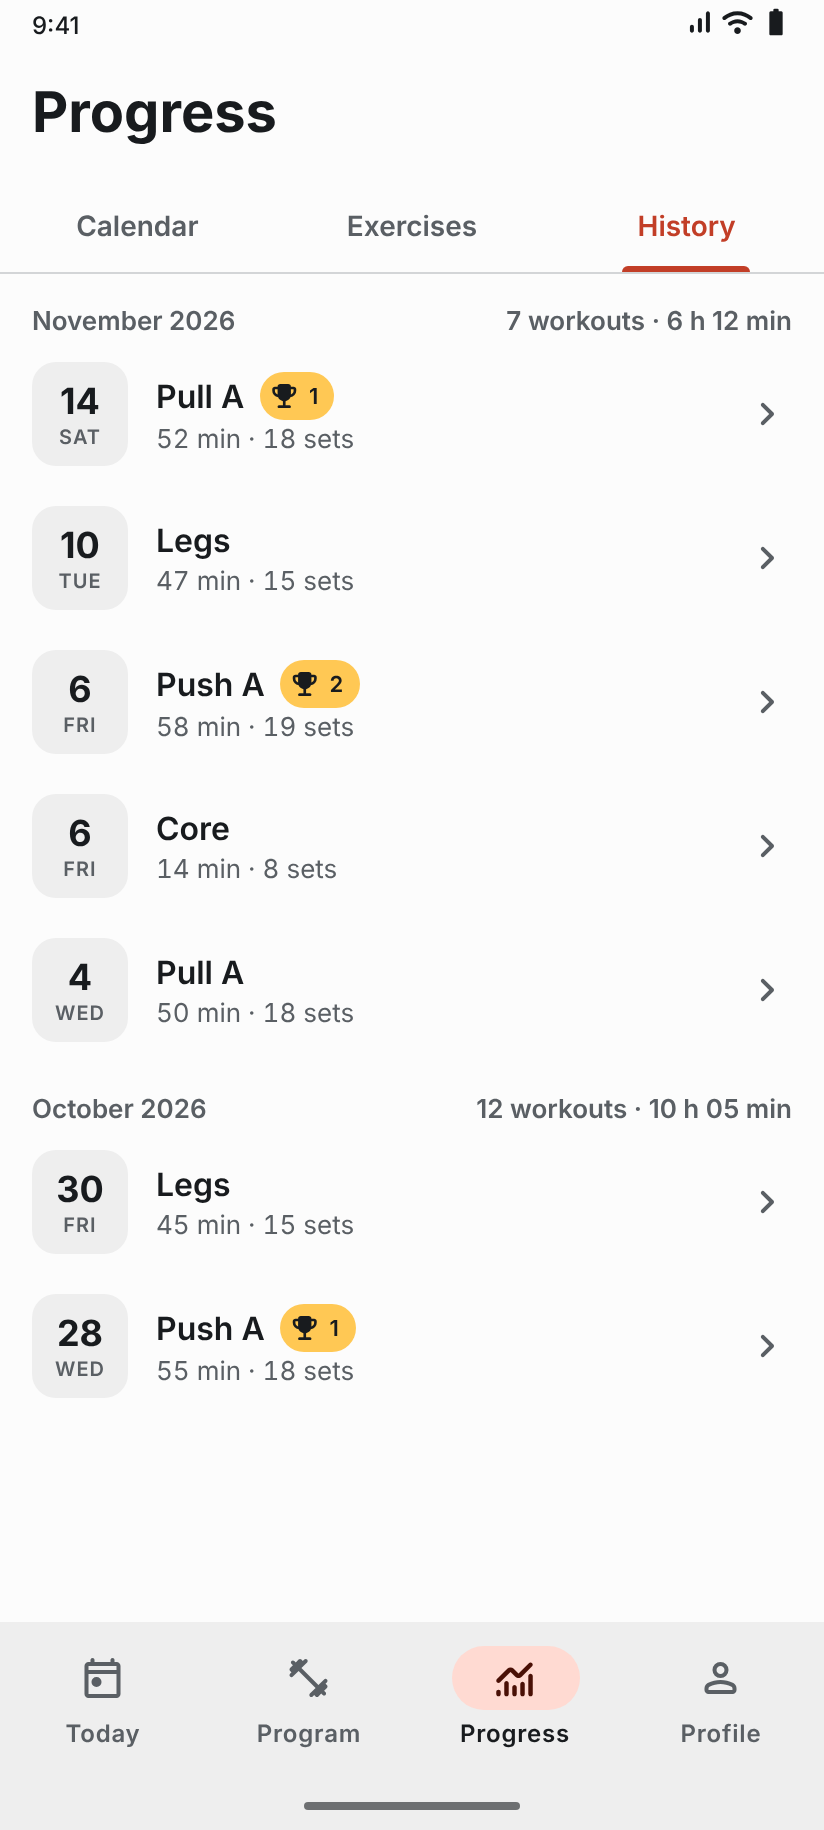 9:41
Progress
Calendar Exercises History
November 2026 7 workouts · 6 h 12 min
14 SAT
Pull A 1
52 min · 18 sets
10 TUE
Legs
47 min · 15 sets
6 FRI
Push A 2
58 min · 19 sets
6 FRI
Core
14 min · 8 sets
4 WED
Pull A
50 min · 18 sets
October 2026 12 workouts · 10 h 05 min
30 FRI
Legs
45 min · 15 sets
28 WED
Push A 1
55 min · 18 sets
Today Program Progress Profile